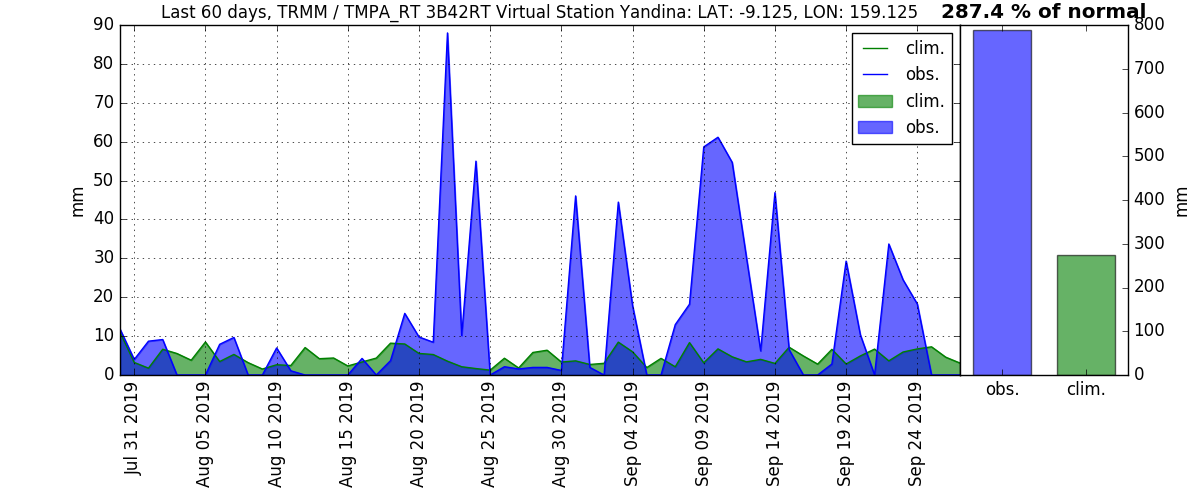 Last 60 days, TRMM / TMPA_RT 3B42RT Virtual Station Yandina: LAT: -9.125, LON: 159.125
287.4 % of normal
90
80
70
60
50
40
30
20
10
0
mm
clim.
obs.
clim.
obs.
Jul 31 2019
Aug 05 2019
Aug 10 2019
Aug 15 2019
Aug 20 2019
Aug 25 2019
Aug 30 2019
Sep 04 2019
Sep 09 2019
Sep 14 2019
Sep 19 2019
Sep 24 2019
800
700
600
500
400
300
200
100
0
mm
obs.
clim.